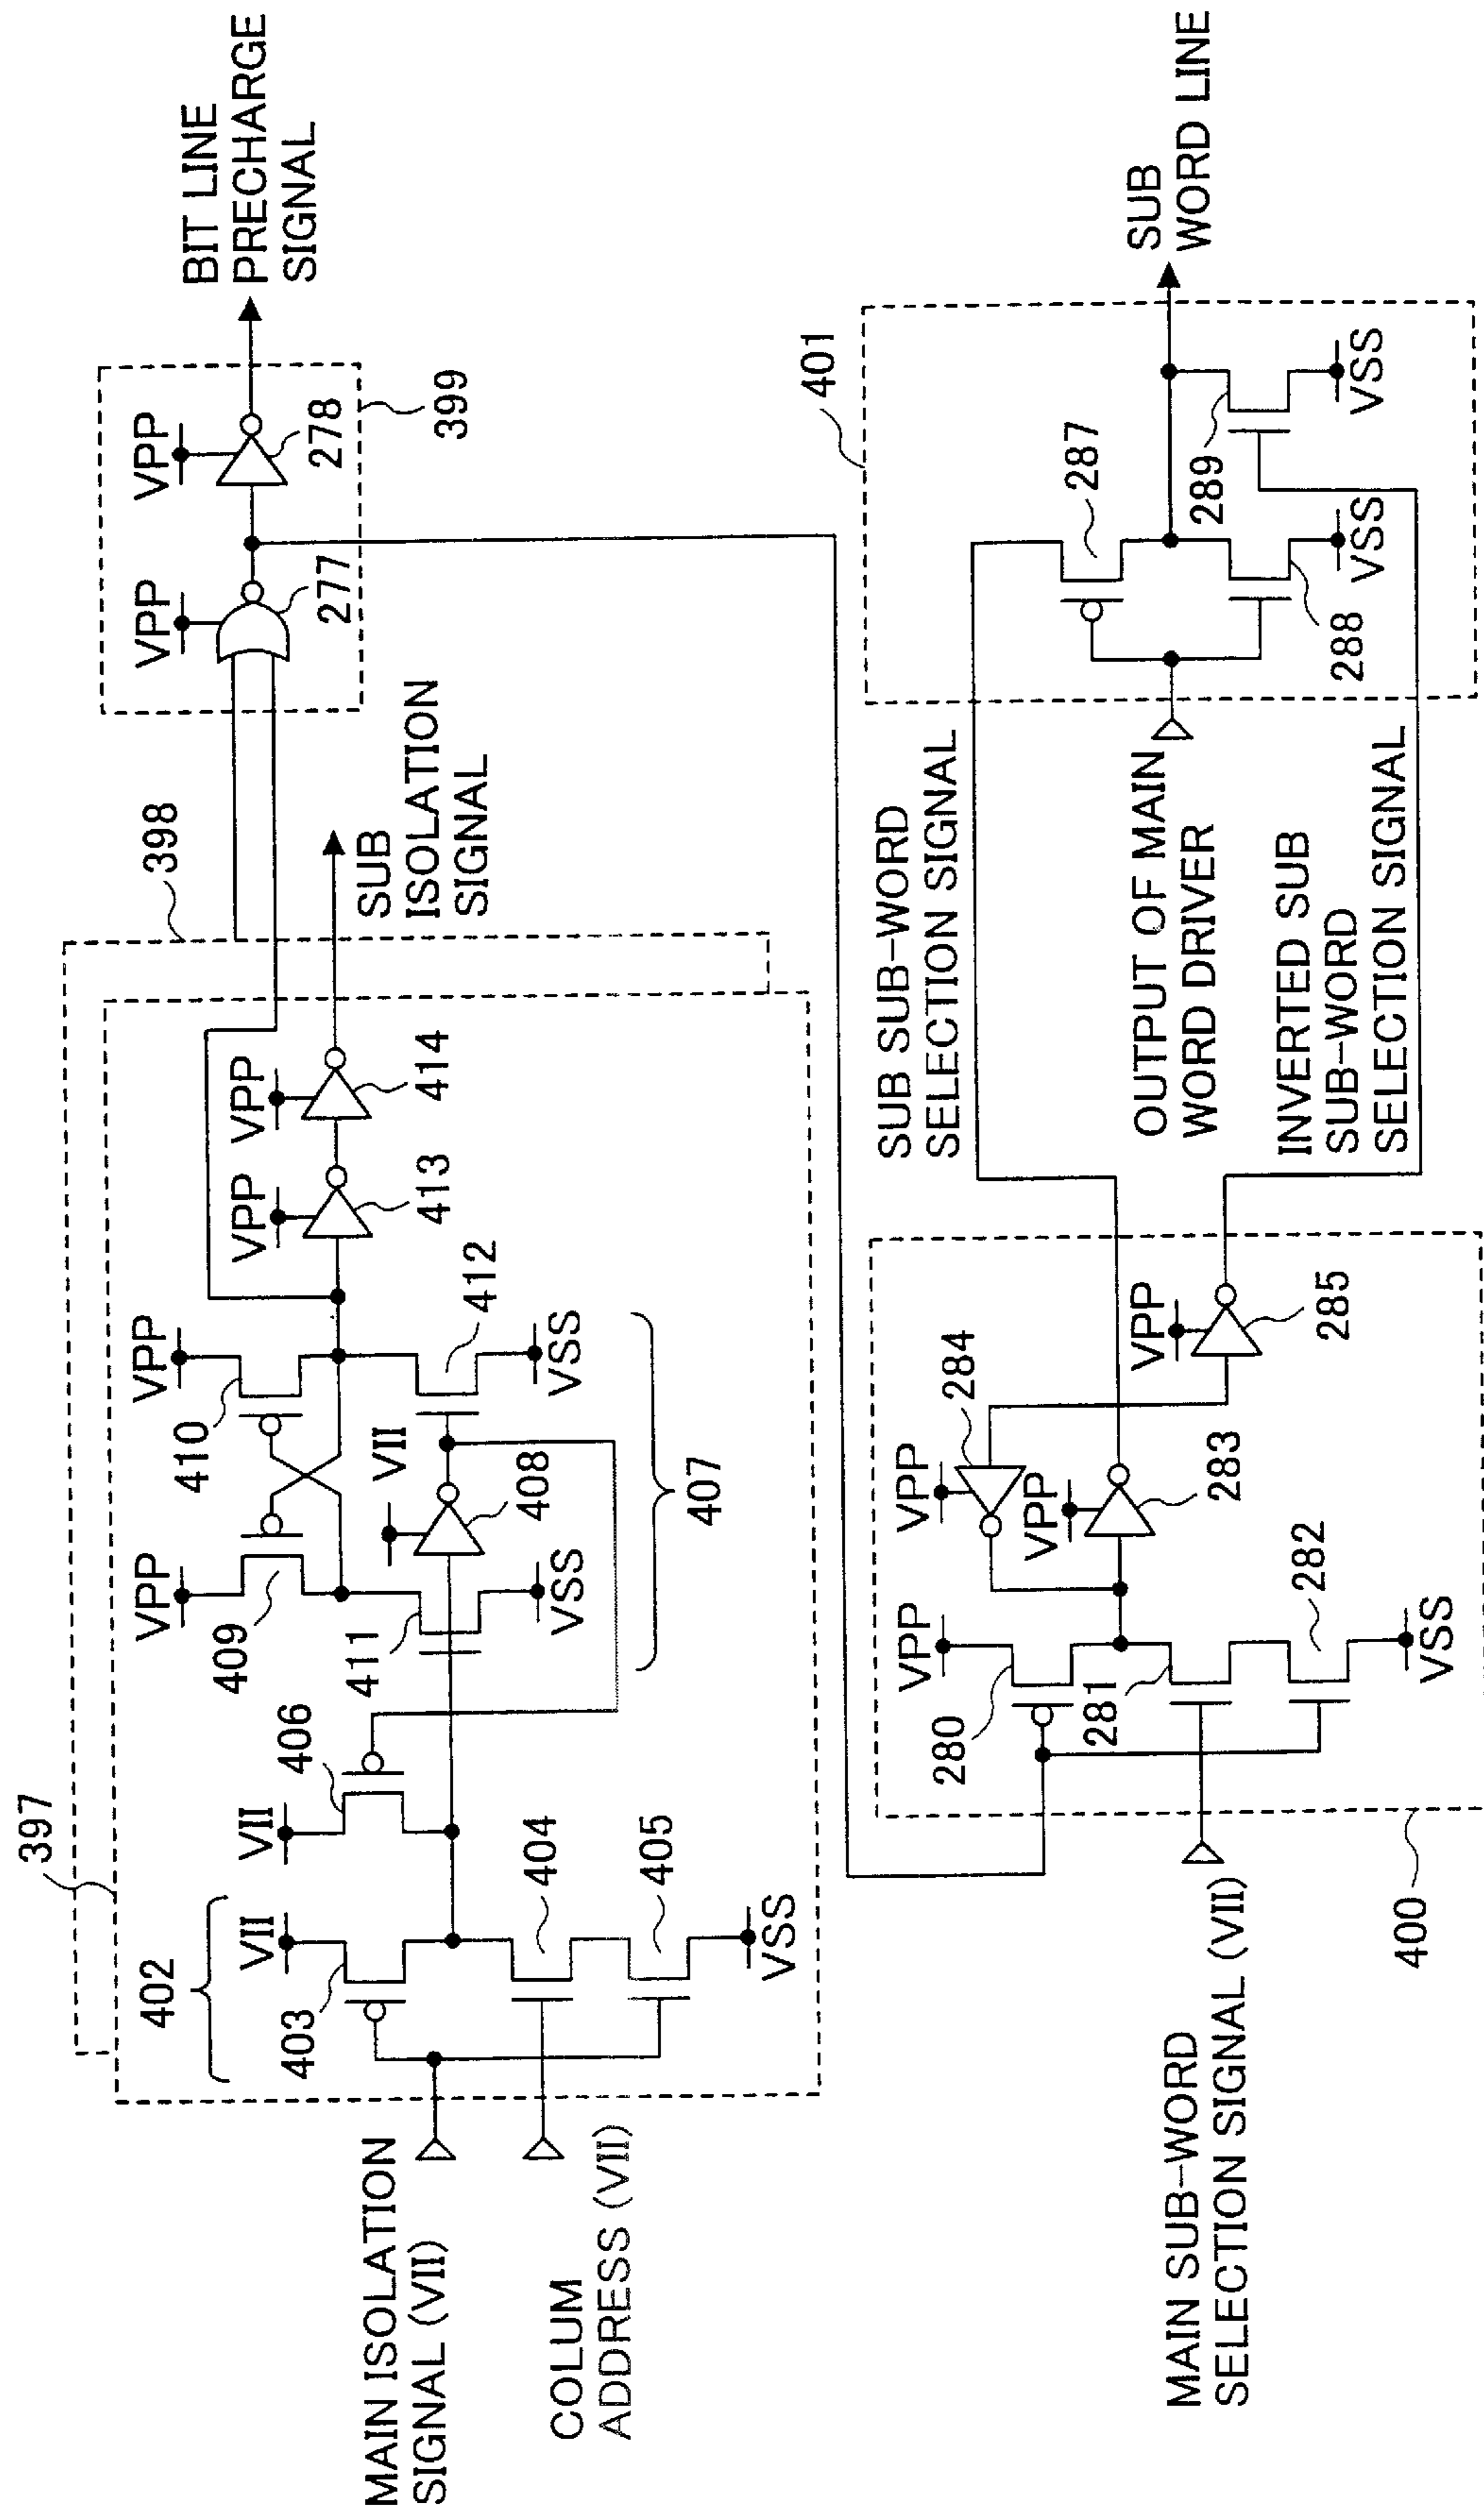 397
402
403
VII
406
VII
404
405
VSS
MAIN ISOLATION
SIGNAL (VII)
COLUM
ADDRESS (VII)
VPP
409
410
VPP
411
VSS
VII
408
412
VSS
407
VPP
413
VPP
414
398
SUB
ISOLATION
SIGNAL
VPP
277
VPP
278
399
BIT LINE
PRECHARGE
SIGNAL
MAIN SUB-WORD
SELECTION SIGNAL (VII)
400
VPP
280
281
282
VSS
VPP
284
VPP
283
VPP
285
SUB SUB-WORD
SELECTION SIGNAL
OUTPUT OF MAIN
WORD DRIVER
INVERTED SUB
SUB-WORD
SELECTION SIGNAL
401
287
288
VSS
289
VSS
SUB
WORD LINE